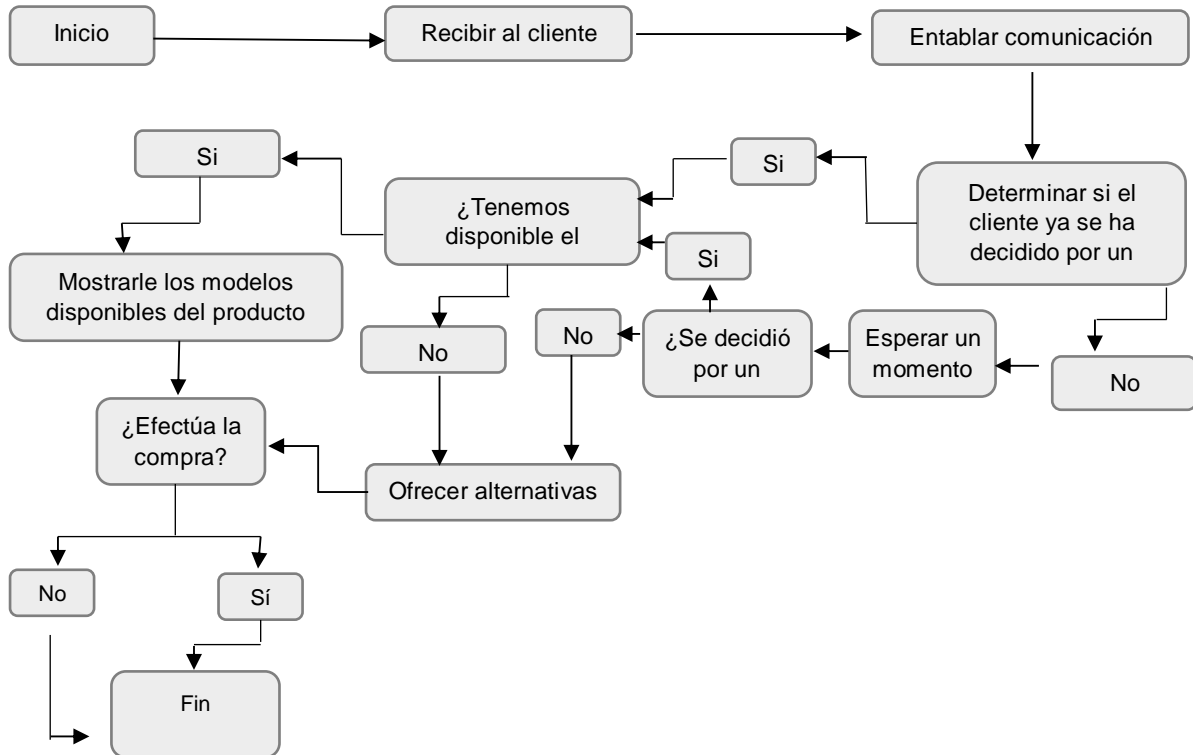 Inicio
Recibir al cliente
Entablar comunicación
Si
Si
Determinar si el
cliente ya se ha
decidido por un
¿Tenemos
disponible el
Si
Mostrarle los modelos
disponibles del producto
No
No
¿Se decidió
por un
Esperar un
momento
No
¿Efectúa la
compra?
Ofrecer alternativas
No
Sí
Fin